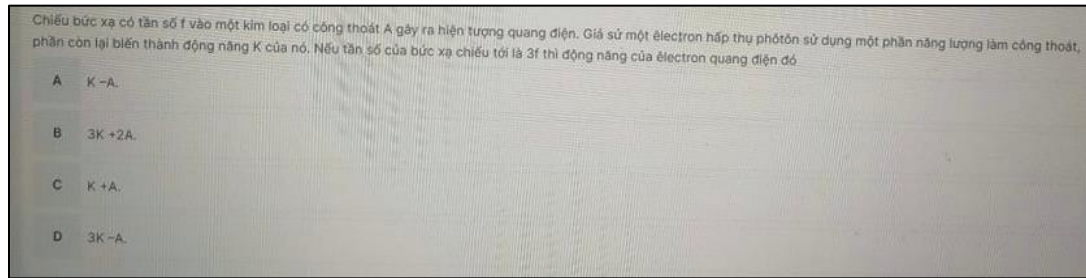 Chiếu bức xạ có tần số f vào một kim loại có công thoát A gây ra hiện tượng quang điện. Giả sử một êlectron hấp thụ phôtôn sử dụng một phần năng lượng làm công thoát,
phần còn lại biến thành động năng K của nó. Nếu tần số của bức xạ chiếu tới là 3f thì động năng của êlectron quang điện đó
A K −A.
B 3K +2A.
C K +A.
D 3K −A.